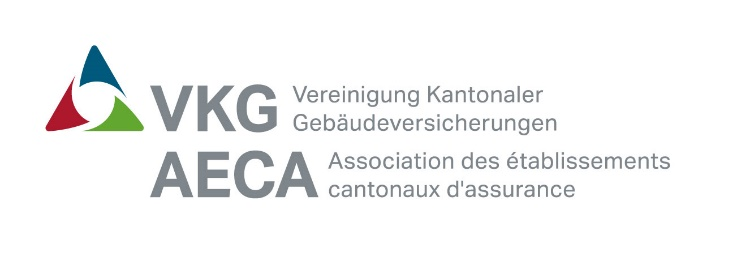 VKG Vereinigung Kantonaler
Gebäudeversicherungen
AECA Association des établissements
cantonaux d'assurance